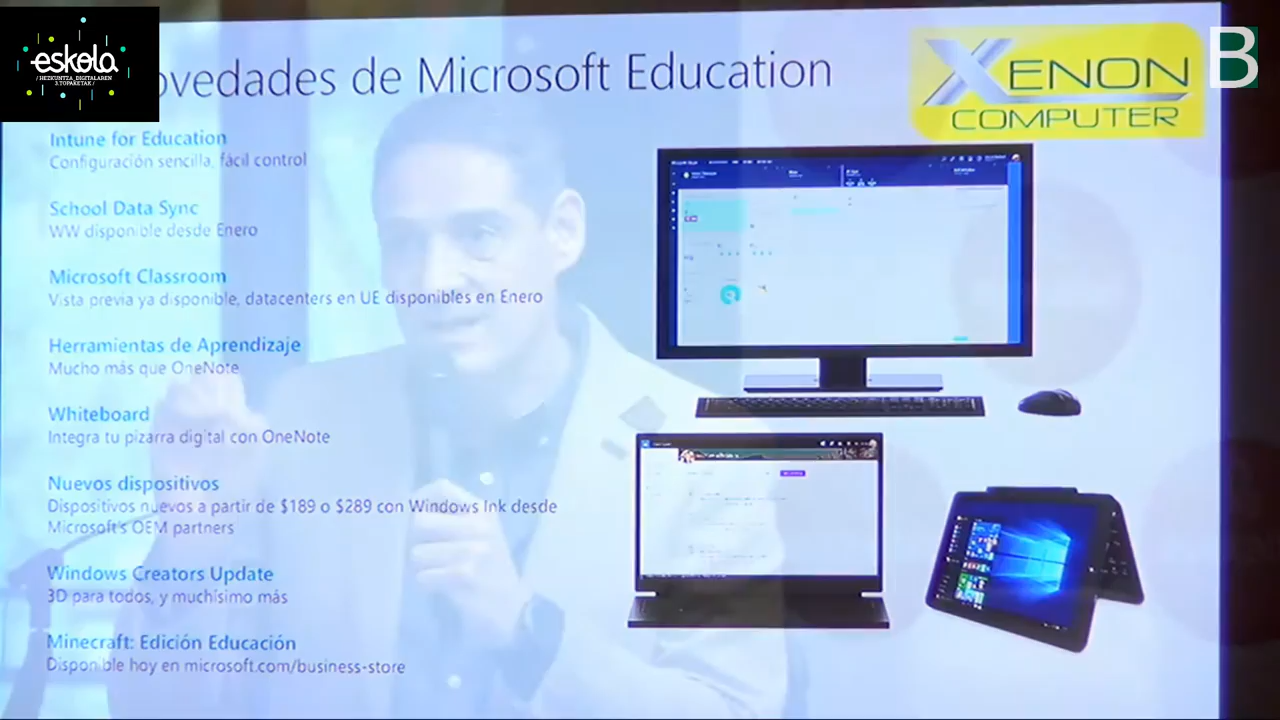 eskola
/ HEZKUNTZA DIGITALAREN
3.TOPAKETAK /
ovedades de Microsoft Education
XENON
COMPUTER
B
Intune for Education
Configuración sencilla, fácil control
School Data Sync
WW disponible desde Enero
Microsoft Classroom
Vista previa ya disponible, datacenters en UE disponibles en Enero
Herramientas de Aprendizaje
Mucho más que OneNote
Whiteboard
Integra tu pizarra digital con OneNote
Nuevos dispositivos
Dispositivos nuevos a partir de $189 o $289 con Windows Ink desde
Microsoft's OEM partners
Windows Creators Update
3D para todos, y muchísimo más
Minecraft: Edición Educación
Disponible hoy en microsoft.com/business-store